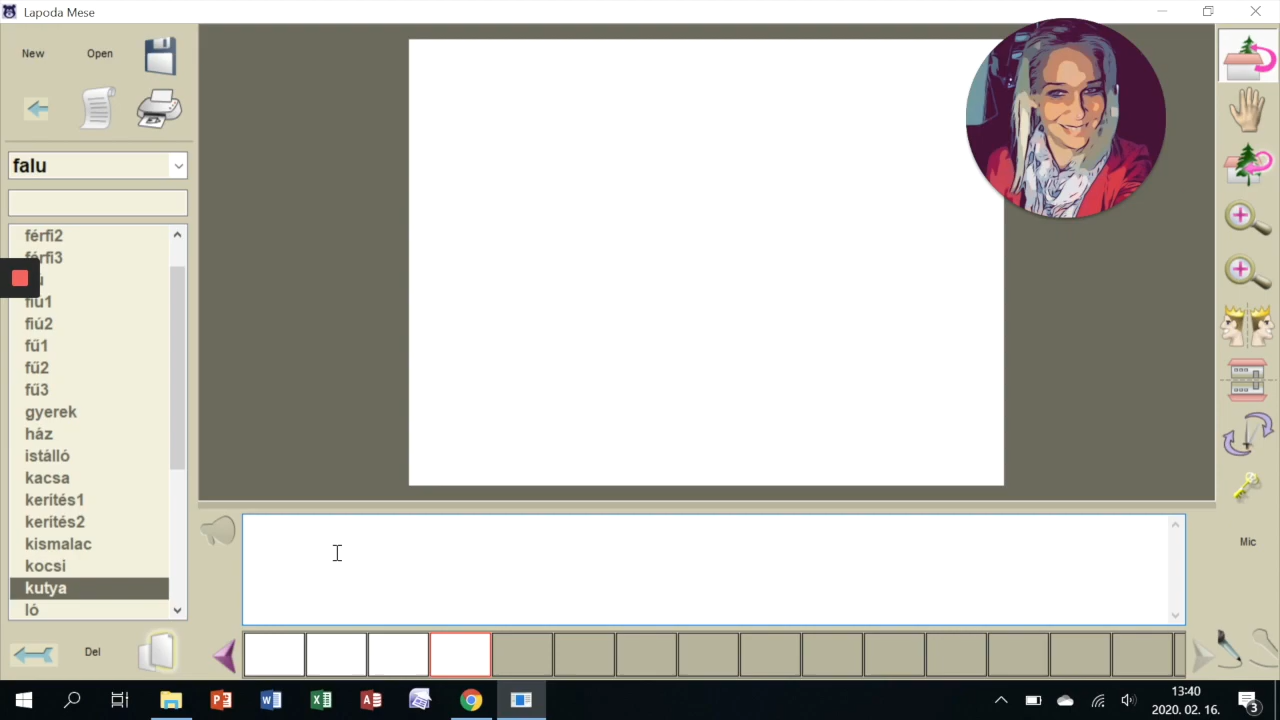 Lapoda Mese
New
Open
falu
férfi2
férfi3
fiú1
fiú2
fű1
fű2
fű3
gyerek
ház
istálló
kacsa
kerítés1
kerítés2
kismalac
kocsi
kutya
ló
Del
Mic
13:40
2020. 02. 16.
3